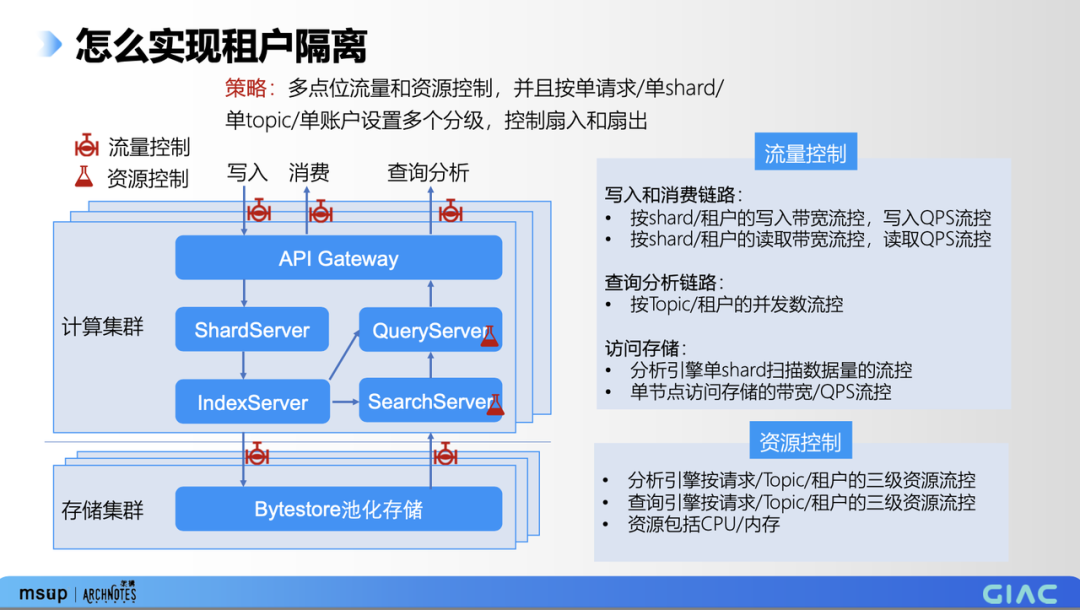 怎么实现租户隔离
策略：多点位流量和资源控制，并且按单请求/单shard/
单topic/单账户设置多个分级，控制扇入和扇出
流量控制
资源控制
写入
消费
查询分析
计算集群
API Gateway
ShardServer
QueryServer
IndexServer
SearchServer
存储集群
Bytestore池化存储
流量控制
写入和消费链路：
• 按shard/租户的写入带宽流控，写入QPS流控
• 按shard/租户的读取带宽流控，读取QPS流控
查询分析链路：
• 按Topic/租户的并发数流控
访问存储：
• 分析引擎单shard扫描数据量的流控
• 单节点访问存储的带宽/QPS流控
资源控制
• 分析引擎按请求/Topic/租户的三级资源流控
• 查询引擎按请求/Topic/租户的三级资源流控
• 资源包括CPU/内存
msup
ARCHNOTES
GIAC